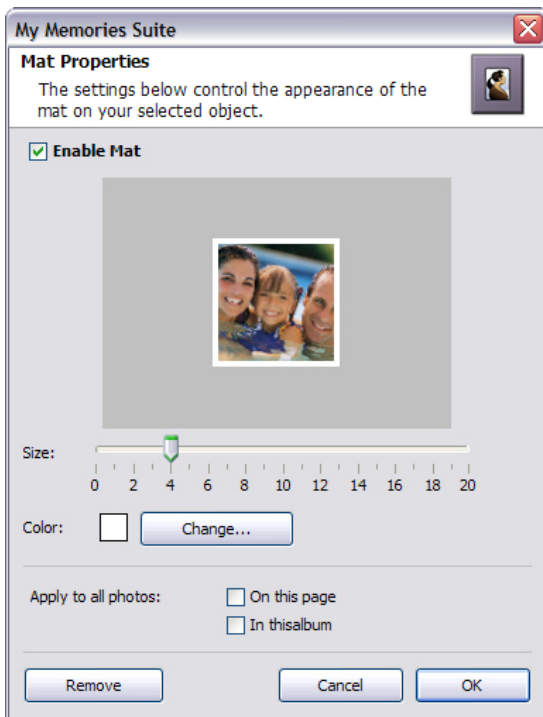 My Memories Suite
Mat Properties
The settings below control the appearance of the
mat on your selected object.
Enable Mat
Size:
0 2 4 6 8 10 12 14 16 18 20
Color:
Change...
Apply to all photos:
On this page
In thisalbum
Remove
Cancel
OK